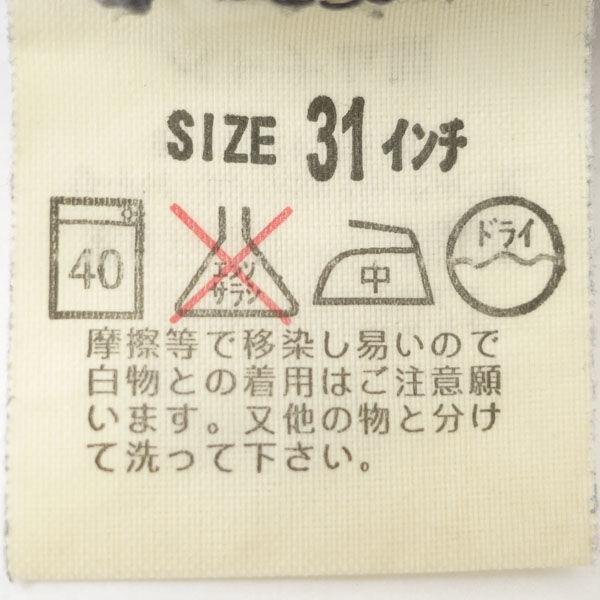 SIZE 31インチ
40
エンソ
サラシ
中
ドライ
摩擦等で移染し易いので
白物との着用はご注意願
います。又他の物と分け
て洗って下さい。